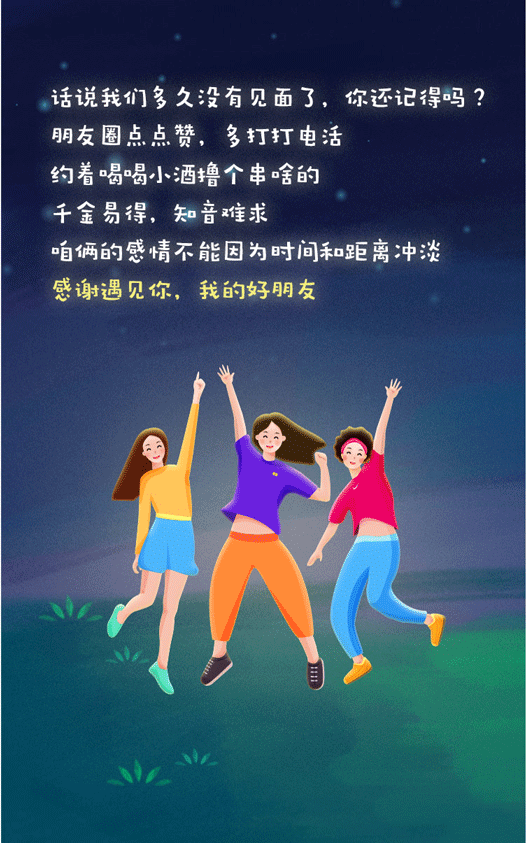 话说我们多久没有见面了，你还记得吗？
朋友圈点点赞，多打打电活
约着喝喝小酒撸个串啥的
千金易得，知音难求
咱俩的感情不能因为时间和距离冲淡
感谢遇见你，我的好朋友